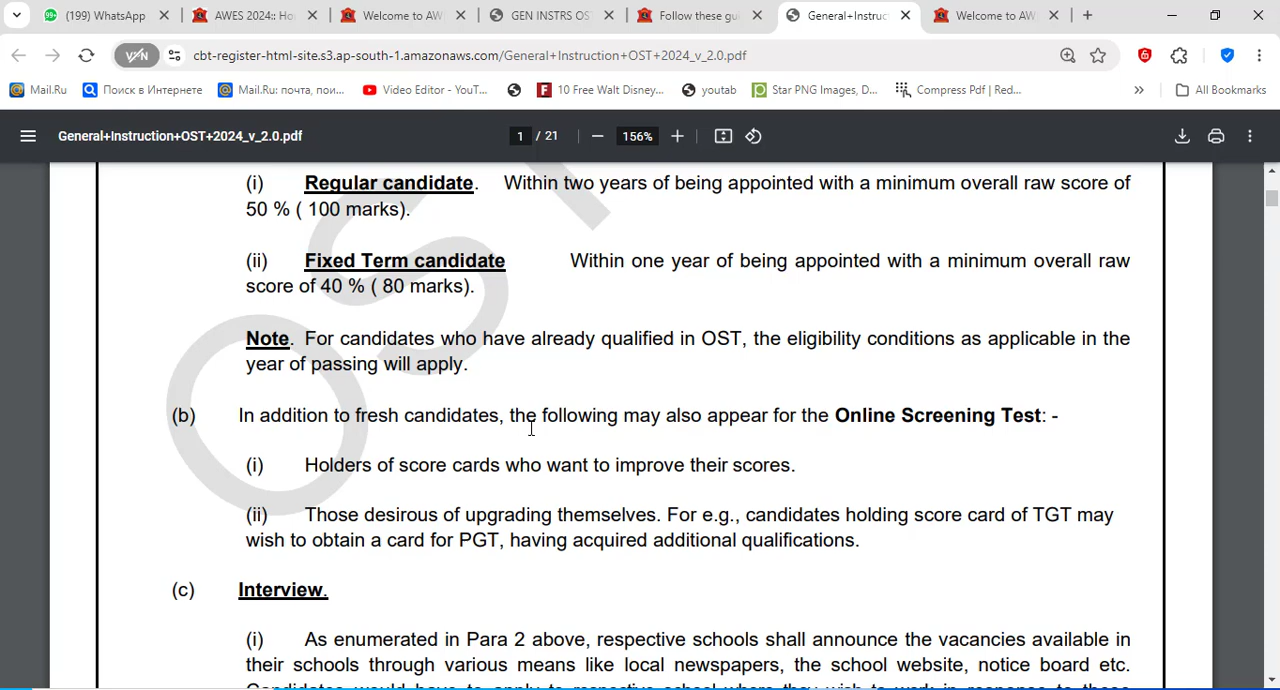 (199) WhatsApp
AWES 2024:: Ho
Welcome to AW
GEN INSTRS OS
Follow these gu
General+Instruc
Welcome to AW
cbt-register-html-site.s3.ap-south-1.amazonaws.com/General+Instruction+OST+2024_v_2.0.pdf
Mail.Ru
Поиск в Интернете
Mail.Ru: почта, пои...
Video Editor - YouT...
10 Free Walt Disney...
youtab
Star PNG Images, D...
Compress Pdf | Red...
All Bookmarks
General+Instruction+OST+2024_v_2.0.pdf
1 / 21
156%
(i) Regular candidate. Within two years of being appointed with a minimum overall raw score of
50 % ( 100 marks).
(ii) Fixed Term candidate Within one year of being appointed with a minimum overall raw
score of 40 % ( 80 marks).
Note. For candidates who have already qualified in OST, the eligibility conditions as applicable in the
year of passing will apply.
(b) In addition to fresh candidates, the following may also appear for the Online Screening Test: -
(i) Holders of score cards who want to improve their scores.
(ii) Those desirous of upgrading themselves. For e.g., candidates holding score card of TGT may
wish to obtain a card for PGT, having acquired additional qualifications.
(c) Interview.
(i) As enumerated in Para 2 above, respective schools shall announce the vacancies available in
their schools through various means like local newspapers, the school website, notice board etc.